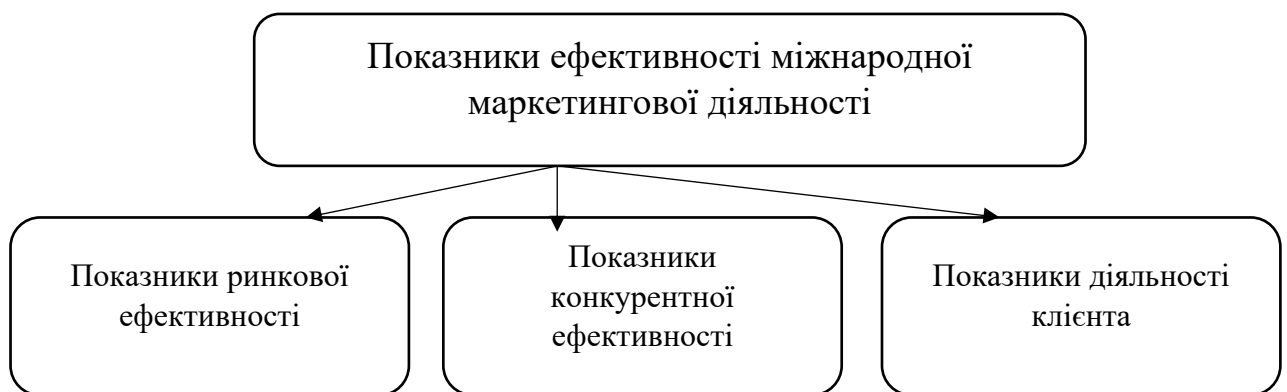 Показники ефективності міжнародної
маркетингової діяльності
Показники ринкової
ефективності
Показники
конкурентної
ефективності
Показники діяльності
клієнта